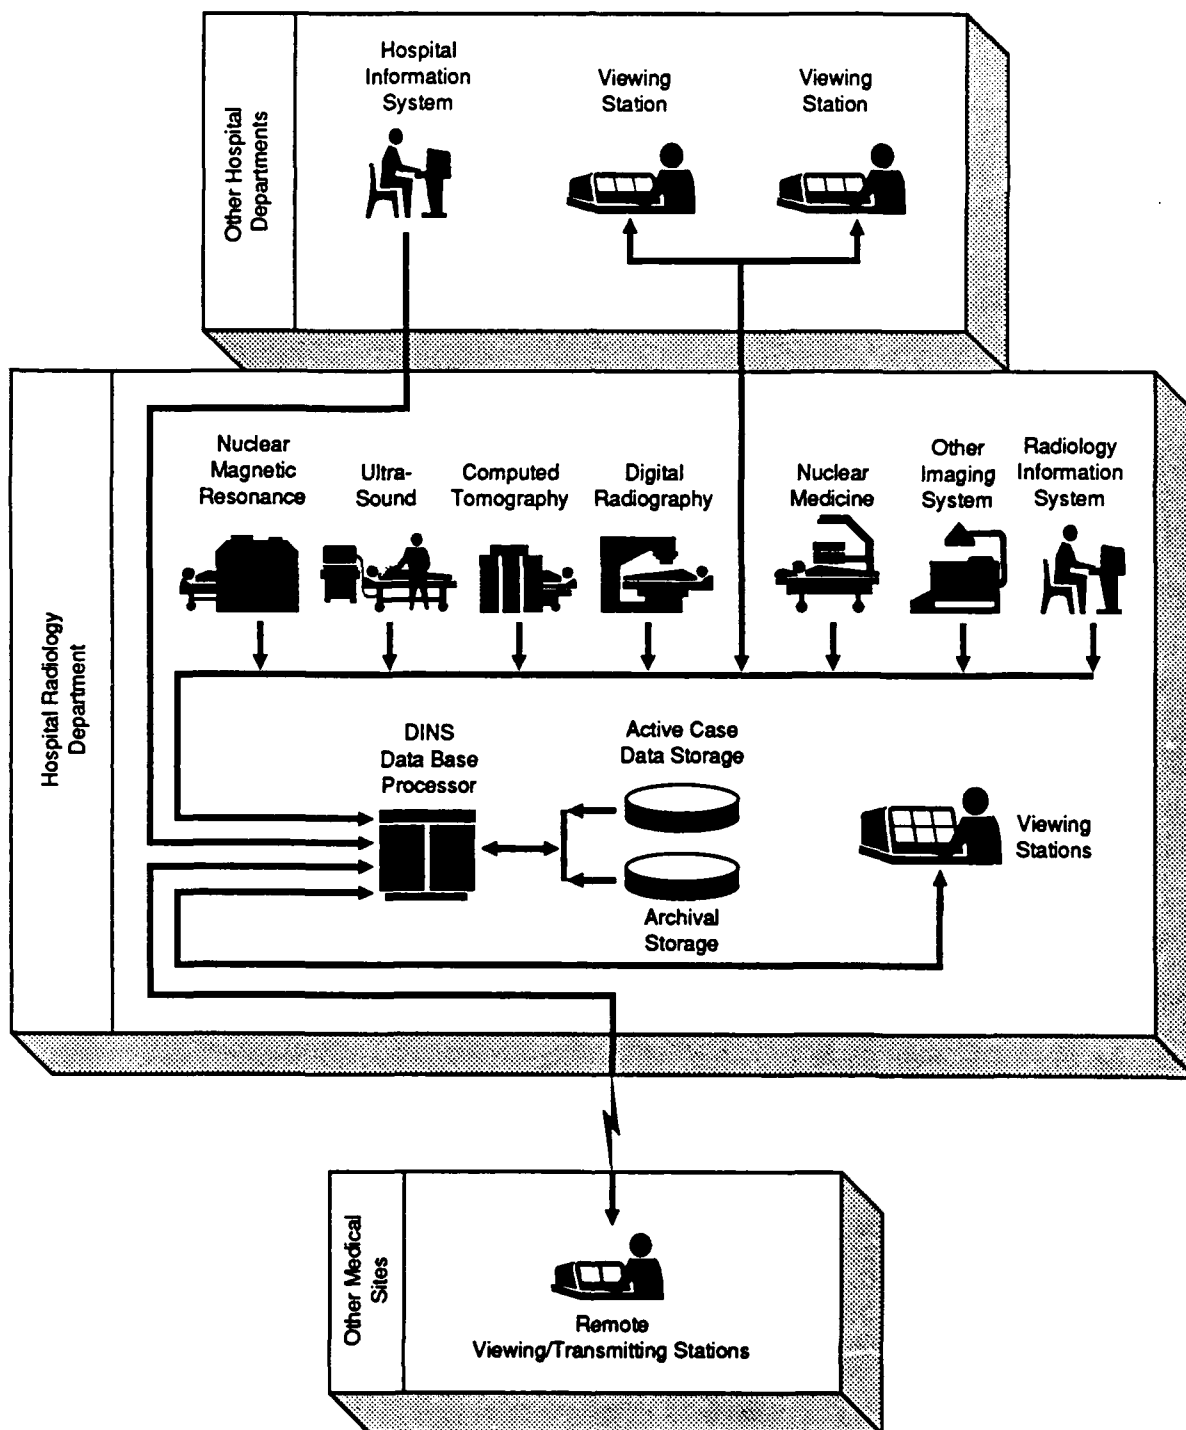 Other Hospital
Departments
Hospital
Information
System
Viewing
Station
Viewing
Station
Hospital Radiology
Department
Nuclear
Magnetic
Resonance
Ultra-
Sound
Computed
Tomography
Digital
Radiography
Nuclear
Medicine
Other
Imaging
System
Radiology
Information
System
DINS
Data Base
Processor
Active Case
Data Storage
Archival
Storage
Viewing
Stations
Other Medical
Sites
Remote
Viewing/Transmitting Stations